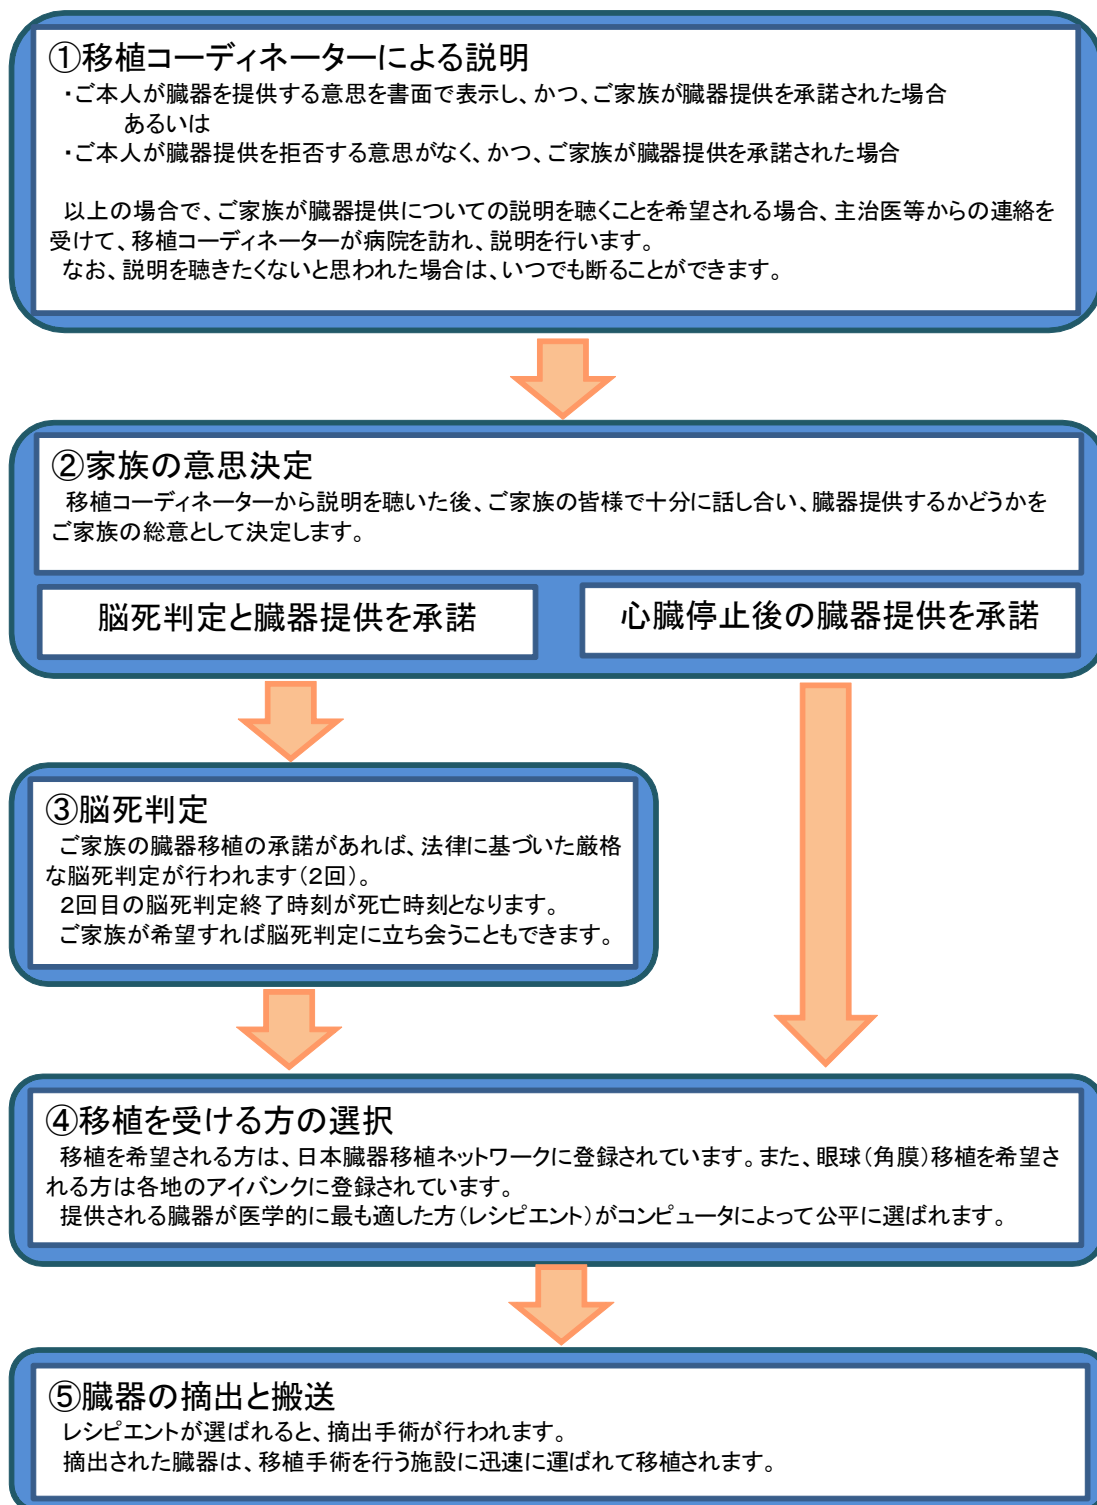 ①移植コーディネーターによる説明
・ご本人が臓器を提供する意思を書面で表示し、かつ、ご家族が臓器提供を承諾された場合
あるいは
・ご本人が臓器提供を拒否する意思がなく、かつ、ご家族が臓器提供を承諾された場合
以上の場合で、ご家族が臓器提供についての説明を聴くことを希望される場合、主治医等からの連絡を
受けて、移植コーディネーターが病院を訪れ、説明を行います。
なお、説明を聴きたくないと思われた場合は、いつでも断ることができます。
②家族の意思決定
移植コーディネーターから説明を聴いた後、ご家族の皆様で十分に話し合い、臓器提供するかどうかを
ご家族の総意として決定します。
脳死判定と臓器提供を承諾
心臓停止後の臓器提供を承諾
③脳死判定
ご家族の臓器移植の承諾があれば、法律に基づいた厳格
な脳死判定が行われます(2回)。
2回目の脳死判定終了時刻が死亡時刻となります。
ご家族が希望すれば脳死判定に立ち会うこともできます。
④移植を受ける方の選択
移植を希望される方は、日本臓器移植ネットワークに登録されています。また、眼球(角膜)移植を希望さ
れる方は各地のアイバンクに登録されています。
提供される臓器が医学的に最も適した方(レシピエント)がコンピュータによって公平に選ばれます。
⑤臓器の摘出と搬送
レシピエントが選ばれると、摘出手術が行われます。
摘出された臓器は、移植手術を行う施設に迅速に運ばれて移植されます。